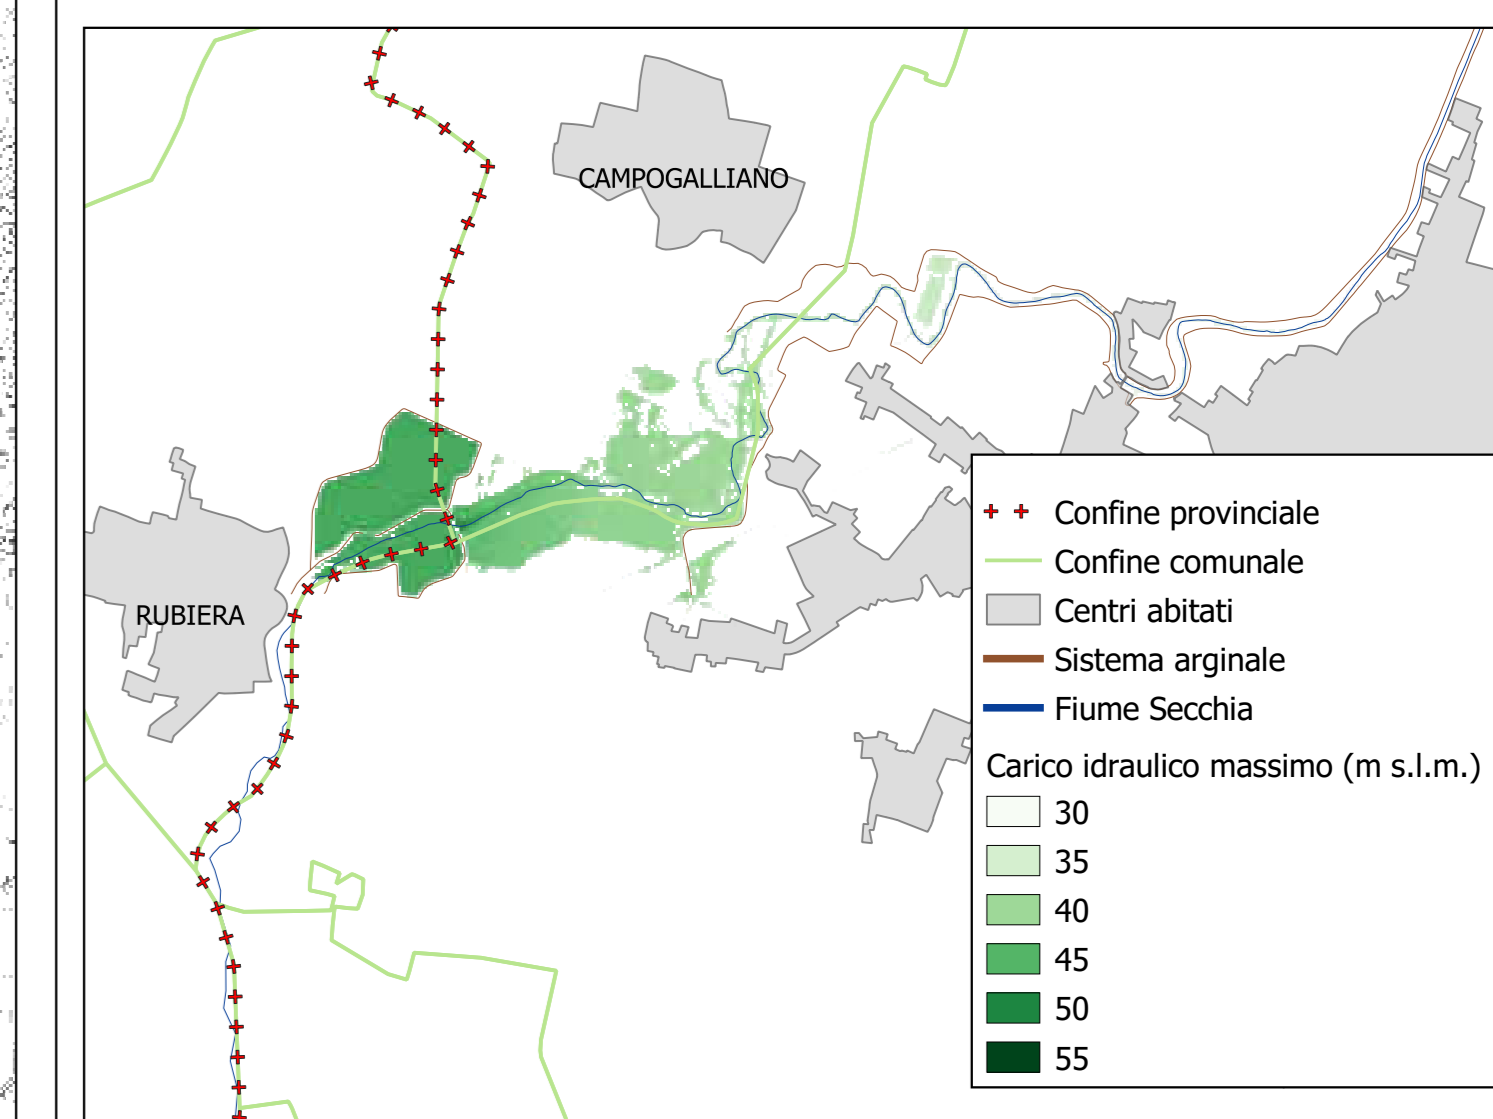 CAMPOGALLIANO
RUBIERA
Confine provinciale
Confine comunale
Centri abitati
Sistema arginale
Fiume Secchia
Carico idraulico massimo (m s.l.m.)
30
35
40
45
50
55